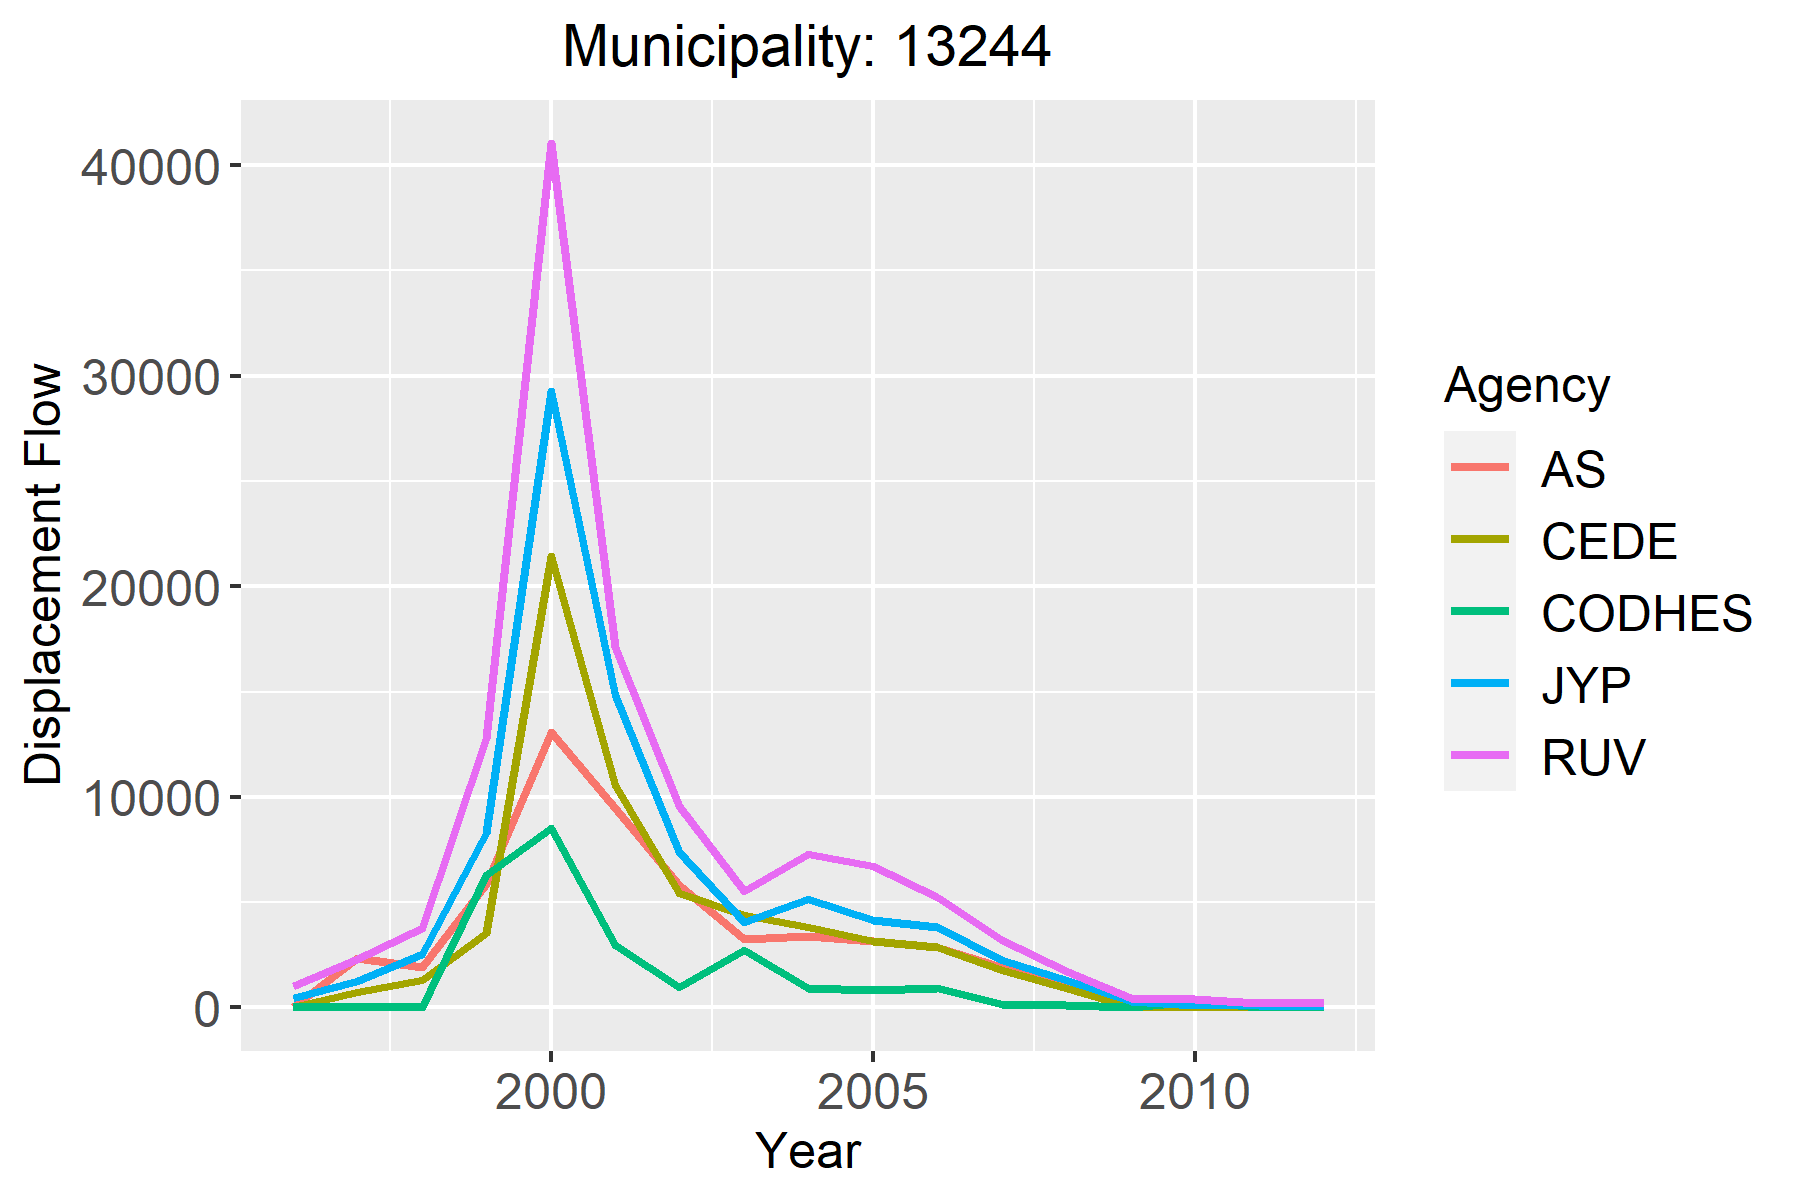 Municipality: 13244
40000
30000
20000
10000
0
Displacement Flow
2000
2005
2010
Year
Agency
AS
CEDE
CODHES
JYP
RUV